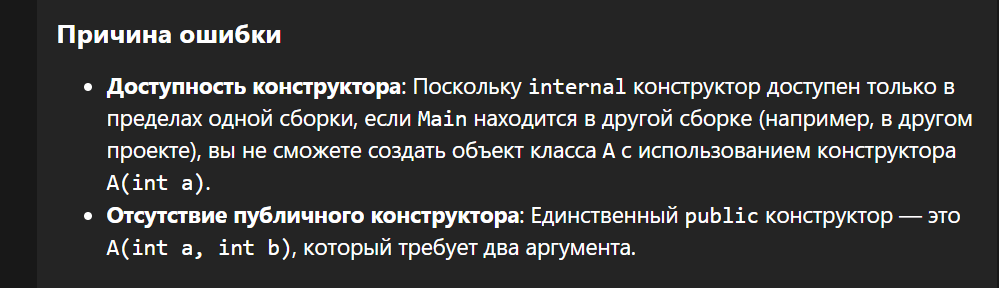 Причина ошибки
• Доступность конструктора: Поскольку internal конструктор доступен только в
пределах одной сборки, если Main находится в другой сборке (например, в другом
проекте), вы не сможете создать объект класса A с использованием конструктора
A(int a).
• Отсутствие публичного конструктора: Единственный public конструктор — это
A(int a, int b), который требует два аргумента.